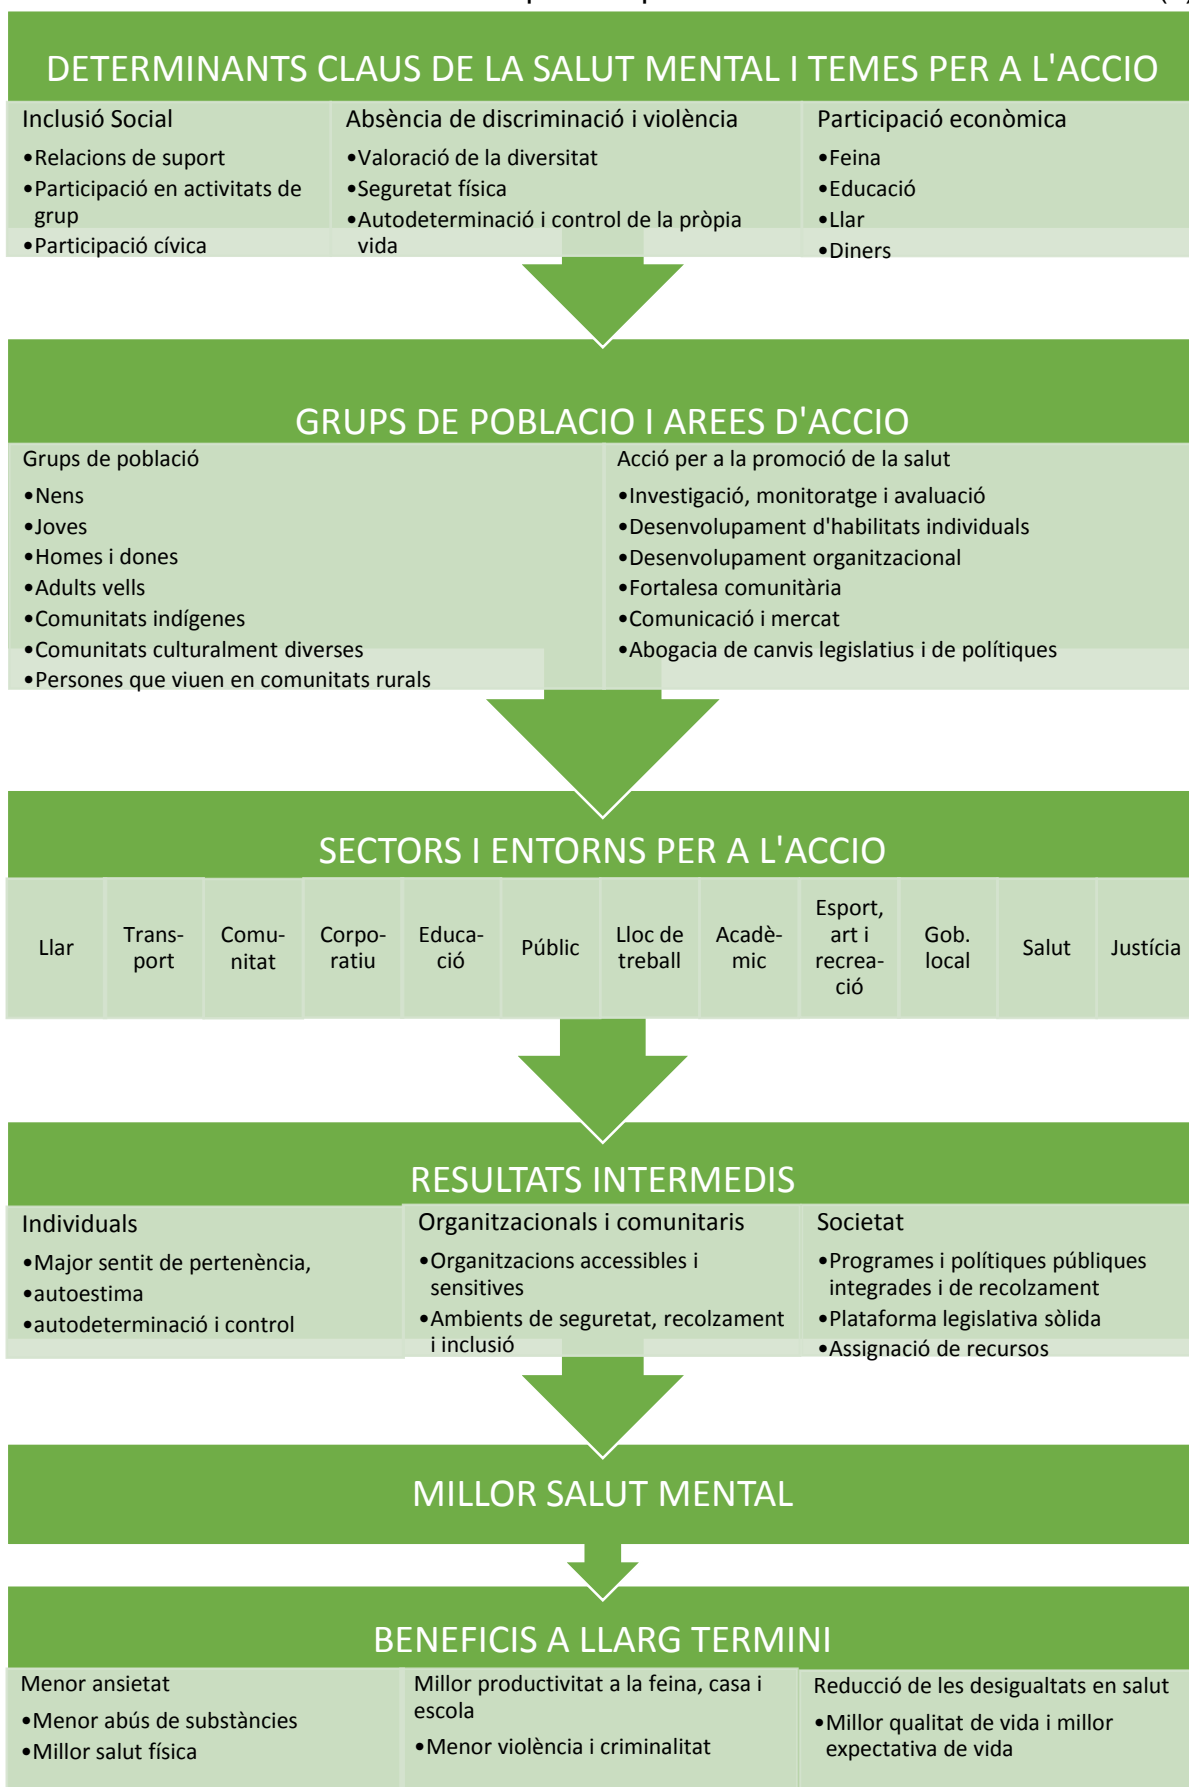 DETERMINANTS CLAUS DE LA SALUT MENTAL I TEMES PER A L'ACCIO
Inclusió Social
•Relacions de suport
•Participació en activitats de
grup
•Participació cívica
Absència de discriminació i violència
•Valoració de la diversitat
•Seguretat física
•Autodeterminació i control de la pròpia
vida
Participació econòmica
•Feina
•Educació
•Llar
•Diners
GRUPS DE POBLACIO I AREES D'ACCIO
Grups de població
•Nens
•Joves
•Homes i dones
•Adults vells
•Comunitats indígenes
•Comunitats culturalment diverses
•Persones que viuen en comunitats rurals
Acció per a la promoció de la salut
•Investigació, monitoratge i avaluació
•Desenvolupament d'habilitats individuals
•Desenvolupament organitzacional
•Fortalesa comunitària
•Comunicació i mercat
•Abogacia de canvis legislatius i de polítiques
SECTORS I ENTORNS PER A L'ACCIO
Llar
Trans-
port
Comu-
nitat
Corpo-
ratiu
Educa-
ció
Públic
Lloc de
treball
Acadè-
mic
Esport,
art i
recrea-
ció
Gob.
local
Salut
Justícia
RESULTATS INTERMEDIS
Individuals
•Major sentit de pertenència,
•autoestima
•autodeterminació i control
Organitzacionals i comunitaris
•Organitzacions accessibles i
sensitives
•Ambients de seguretat, recolzament
i inclusió
Societat
•Programes i polítiques públiques
integrades i de recolzament
•Plataforma legislativa sòlida
•Assignació de recursos
MILLOR SALUT MENTAL
BENEFICIS A LLARG TERMINI
Menor ansietat
•Menor abús de substàncies
•Millor salut física
Millor productivitat a la feina, casa i
escola
•Menor violència i criminalitat
Reducció de les desigualtats en salut
•Millor qualitat de vida i millor
expectativa de vida